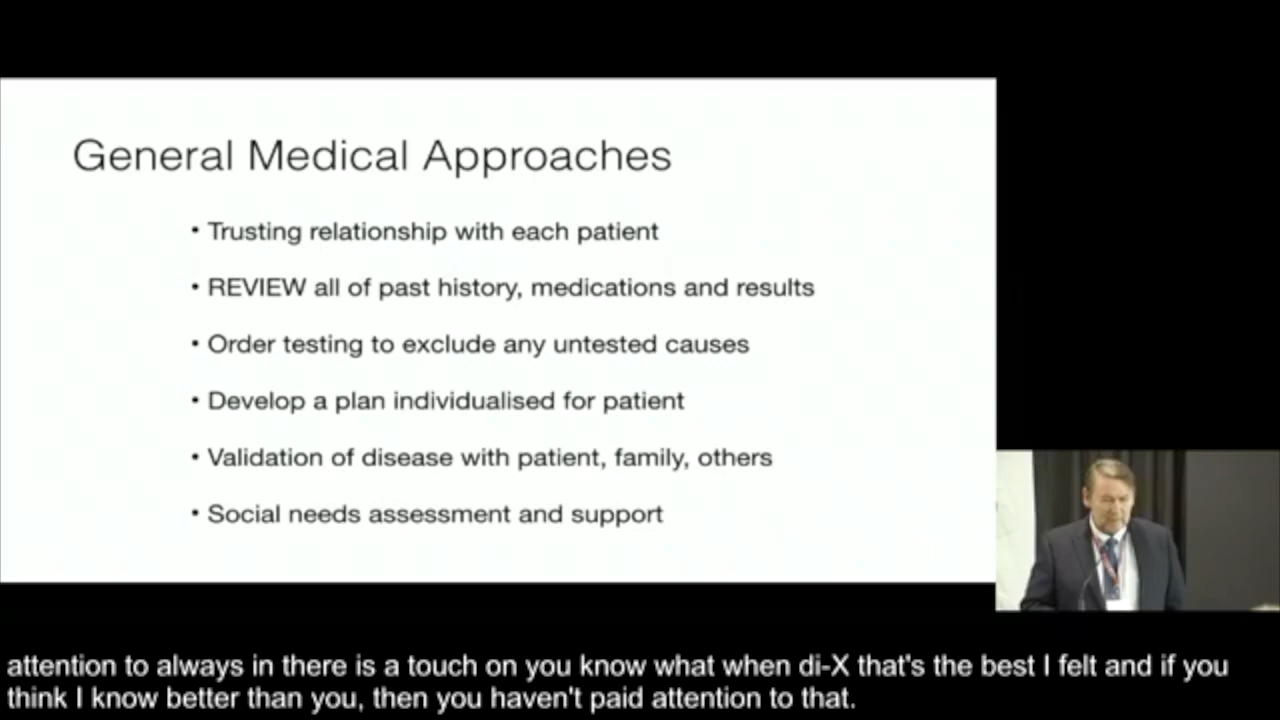 General Medical Approaches
• Trusting relationship with each patient
• REVIEW all of past history, medications and results
• Order testing to exclude any untested causes
• Develop a plan individualised for patient
• Validation of disease with patient, family, others
• Social needs assessment and support
attention to always in there is a touch on you know what when di-X that's the best I felt and if you
think I know better than you, then you haven't paid attention to that.